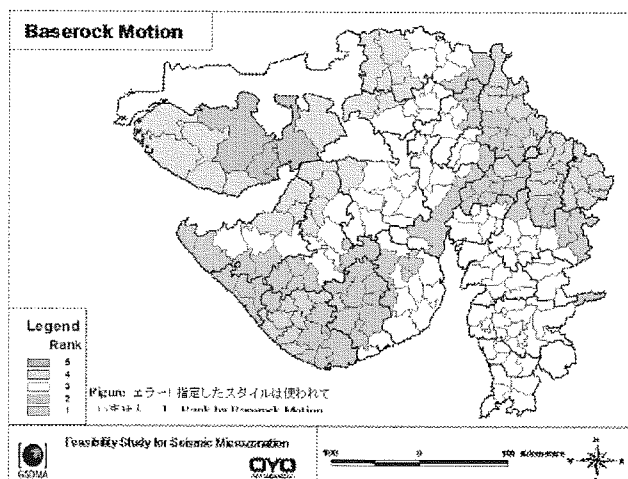 Baserock Motion
Legend
Rank
5
4
3
2
1
Figure エラー! 指定したスタイルは使われて
いません。 1 Rank by Baserock Motion
Feasibility Study for Seismic Microzonation
GSDMA
OYO
100 0 100 Kilometers
N
W E
S